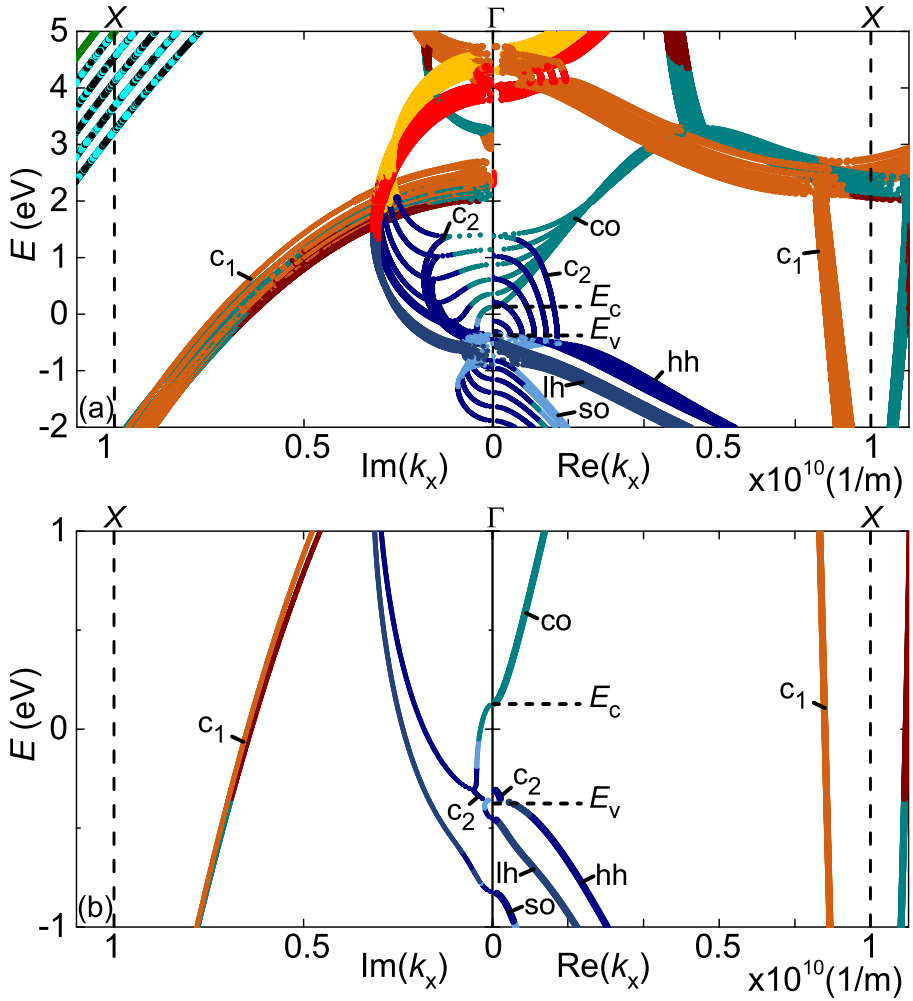 X Γ X
5
4
3
2
1
0
-1
-2
E (eV)
c1
c2
co
c2
c1
Ec
Ev
hh
lh
so
(a)
1 0.5 0 0.5 1
Im(kx) Re(kx) x10^10(1/m)
X Γ X
1
0
-1
E (eV)
co
c1
Ec
c1
c2
c2
Ev
lh
hh
so
(b)
1 0.5 0 0.5 1
Im(kx) Re(kx) x10^10(1/m)